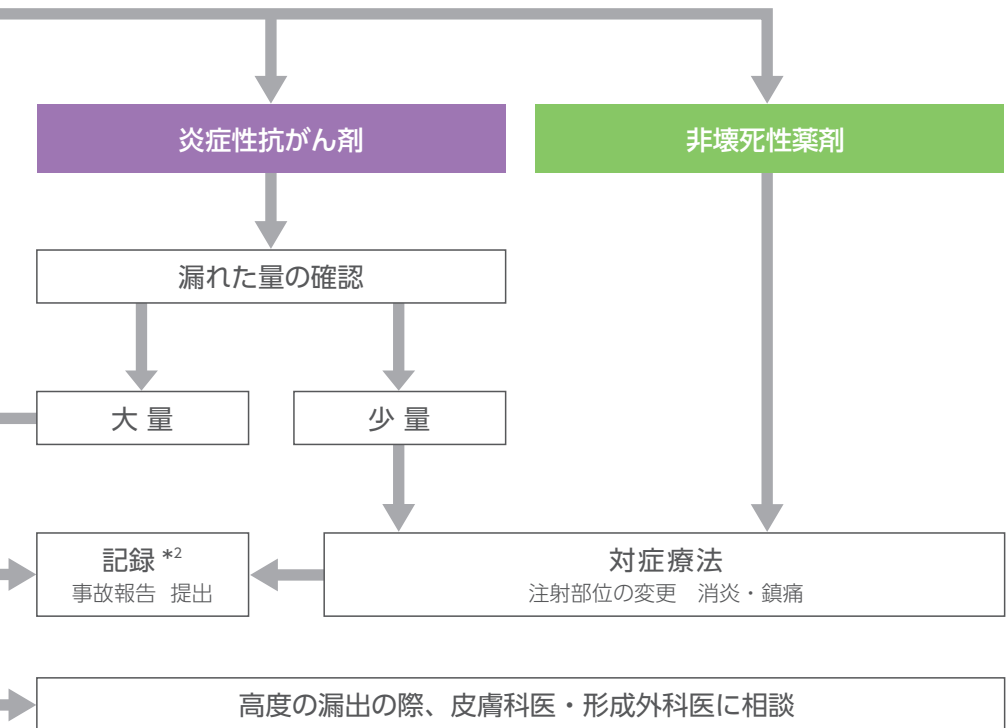 炎症性抗がん剤
非壊死性薬剤
漏れた量の確認
大 量
少 量
記録 *2
事故報告 提出
対症療法
注射部位の変更 消炎・鎮痛
高度の漏出の際、皮膚科医・形成外科医に相談